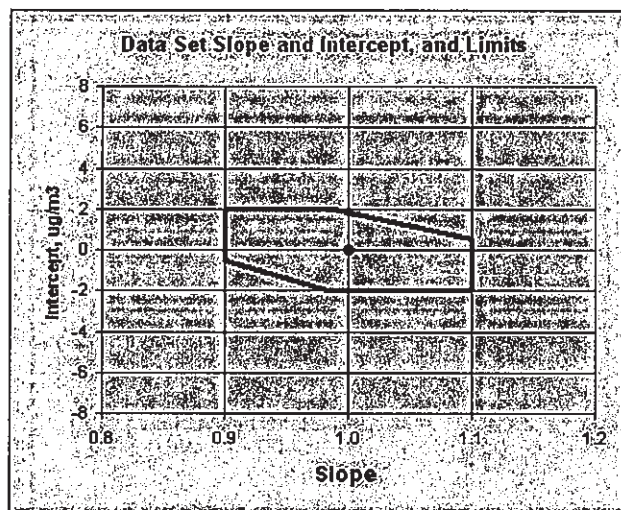 Data Set Slope and Intercept, and Limits
8
6
4
2
0
-2
-4
-6
-8
Intercept, ug/m3
0.8 0.9 1.0 1.1 1.2
Slope